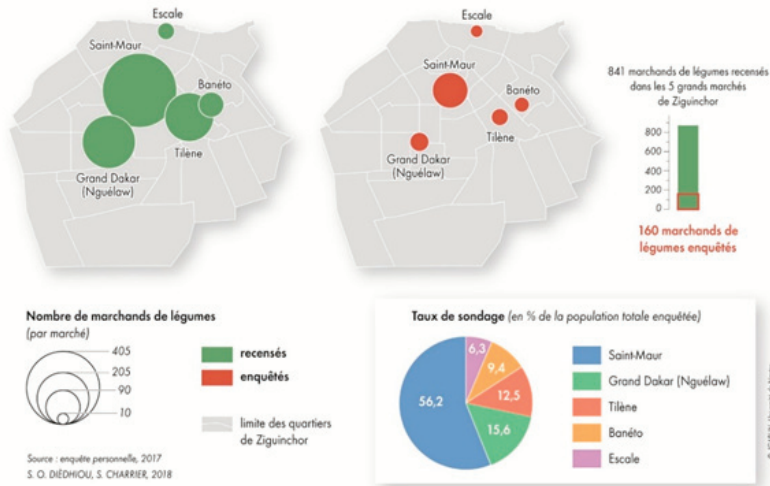 Escale
Saint-Maur
Banéto
Tilène
Grand Dakar
(Nguélaw)
Escale
Saint-Maur
Banéto
Tilène
Grand Dakar
(Nguélaw)
841 marchands de légumes recensés
dans les 5 grands marchés
de Ziguinchor
800
600
400
200
0
160 marchands de
légumes enquêtés
Nombre de marchands de légumes
(par marché)
405
205
90
10
recensés
enquêtés
limite des quartiers
de Ziguinchor
Source : enquête personnelle, 2017
S. O. DIÉDHIOU, S. CHARRIER, 2018
Taux de sondage (en % de la population totale enquêtée)
6,3
9,4
12,5
15,6
56,2
Saint-Maur
Grand Dakar (Nguélaw)
Tilène
Banéto
Escale